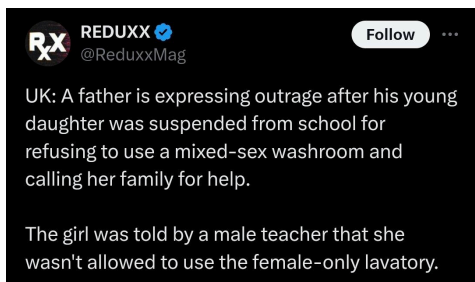 RX
REDUXX
@ReduxxMag
Follow
UK: A father is expressing outrage after his young
daughter was suspended from school for
refusing to use a mixed-sex washroom and
calling her family for help.
The girl was told by a male teacher that she
wasn't allowed to use the female-only lavatory.